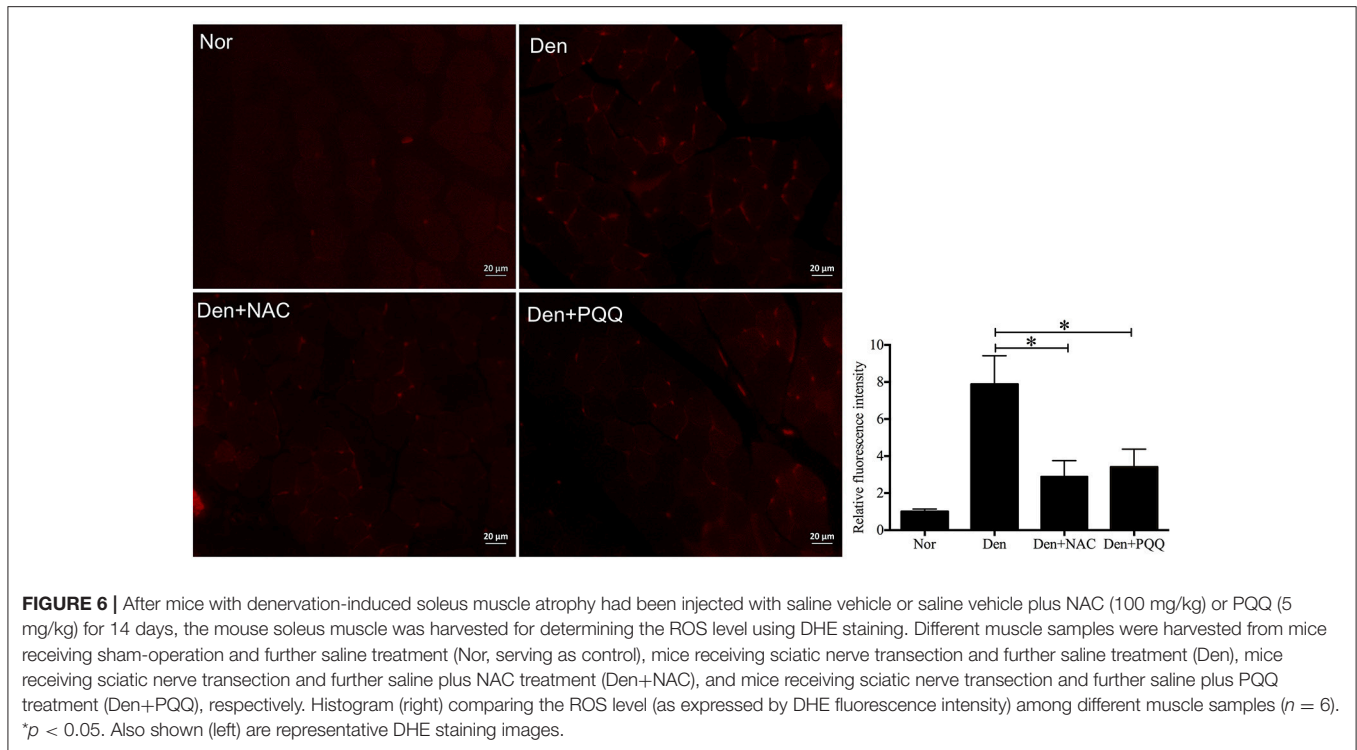 Nor
Den
20 µm
20 µm
Den+NAC
Den+PQQ
20 µm
20 µm
Relative fluorescence intensity
10
8
6
4
2
0
*
*
Nor
Den
Den+NAC
Den+PQQ
FIGURE 6 | After mice with denervation-induced soleus muscle atrophy had been injected with saline vehicle or saline vehicle plus NAC (100 mg/kg) or PQQ (5
mg/kg) for 14 days, the mouse soleus muscle was harvested for determining the ROS level using DHE staining. Different muscle samples were harvested from mice
receiving sham-operation and further saline treatment (Nor, serving as control), mice receiving sciatic nerve transection and further saline treatment (Den), mice
receiving sciatic nerve transection and further saline plus NAC treatment (Den+NAC), and mice receiving sciatic nerve transection and further saline plus PQQ
treatment (Den+PQQ), respectively. Histogram (right) comparing the ROS level (as expressed by DHE fluorescence intensity) among different muscle samples (n = 6).
*p < 0.05. Also shown (left) are representative DHE staining images.